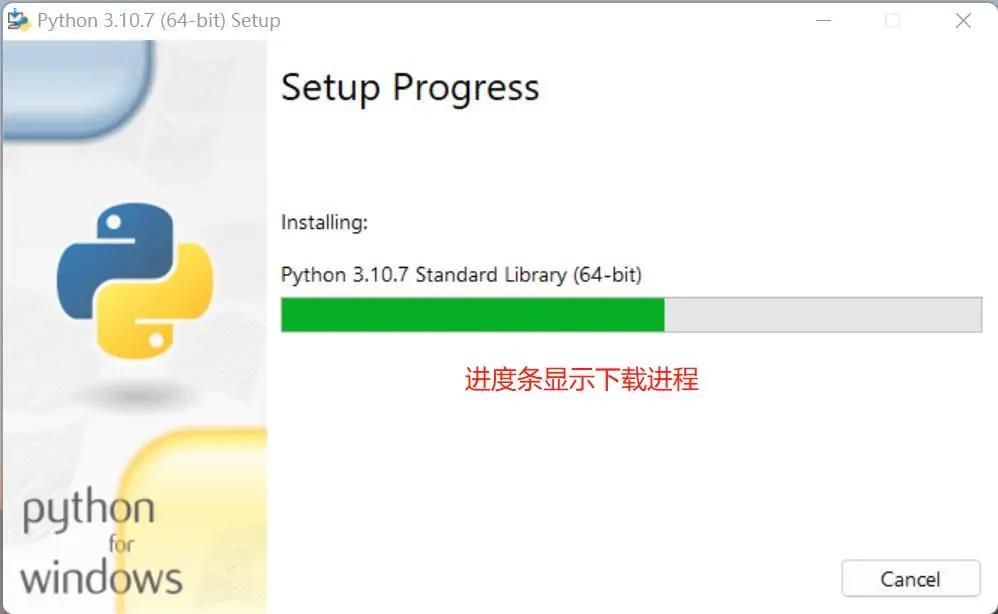 Python 3.10.7 (64-bit) Setup
Setup Progress
Installing:
Python 3.10.7 Standard Library (64-bit)
进度条显示下载进程
python
for
windows
Cancel